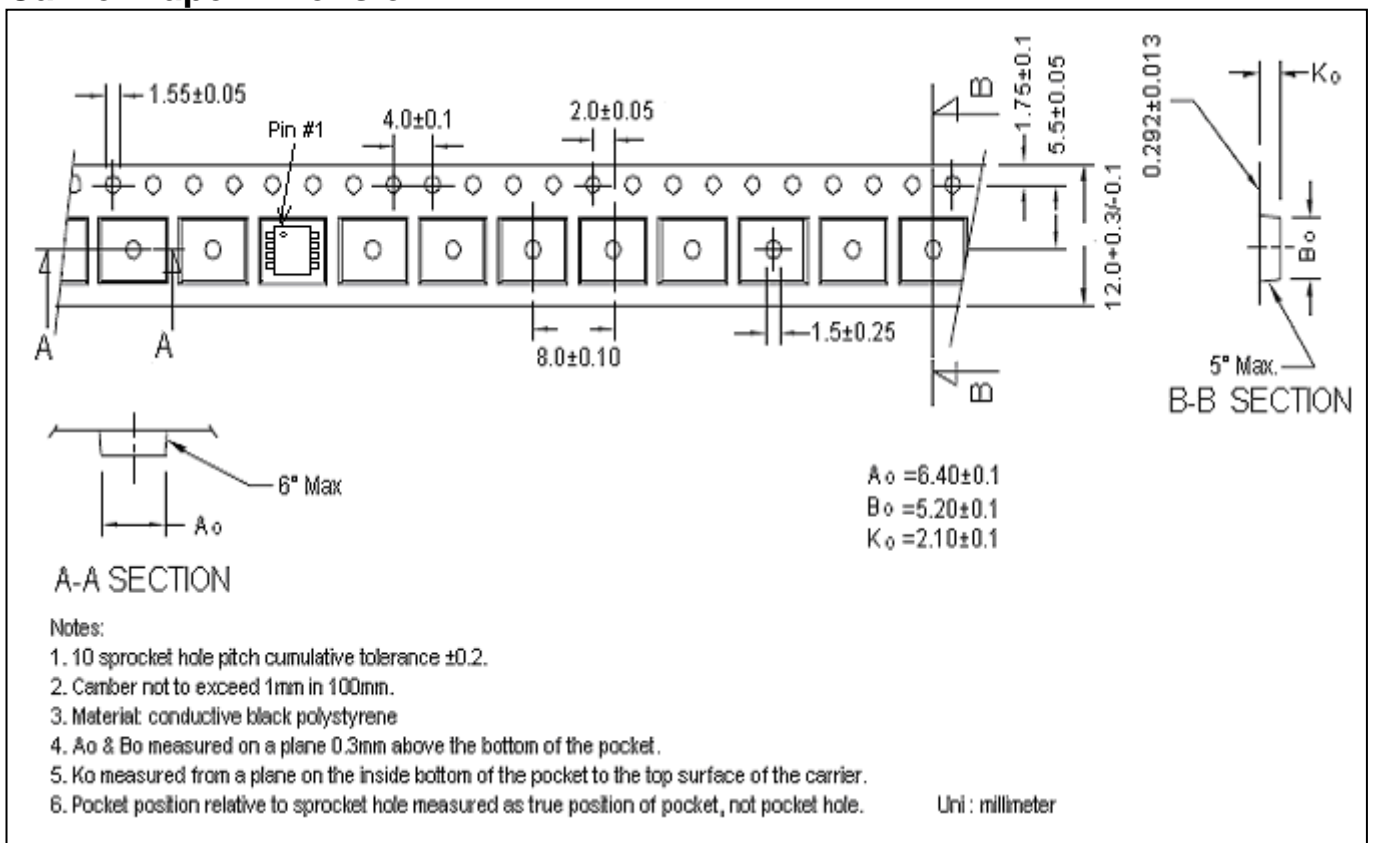 1.55±0.05
Pin #1
4.0±0.1
2.0±0.05
B
1.75±0.1
5.5±0.05
0.292±0.013
Ko
12.0+0.3/-0.1
Bo
A
A
8.0±0.10
1.5±0.25
B
5° Max.
B-B SECTION
6° Max
Ao
A-A SECTION
Ao =6.40±0.1
Bo =5.20±0.1
Ko =2.10±0.1
Notes:
1. 10 sprocket hole pitch cumulative tolerance ±0.2.
2. Camber not to exceed 1mm in 100mm.
3. Material: conductive black polystyrene
4. Ao & Bo measured on a plane 0.3mm above the bottom of the pocket.
5. Ko measured from a plane on the inside bottom of the pocket to the top surface of the carrier.
6. Pocket position relative to sprocket hole measured as true position of pocket, not pocket hole.
Uni : millimeter